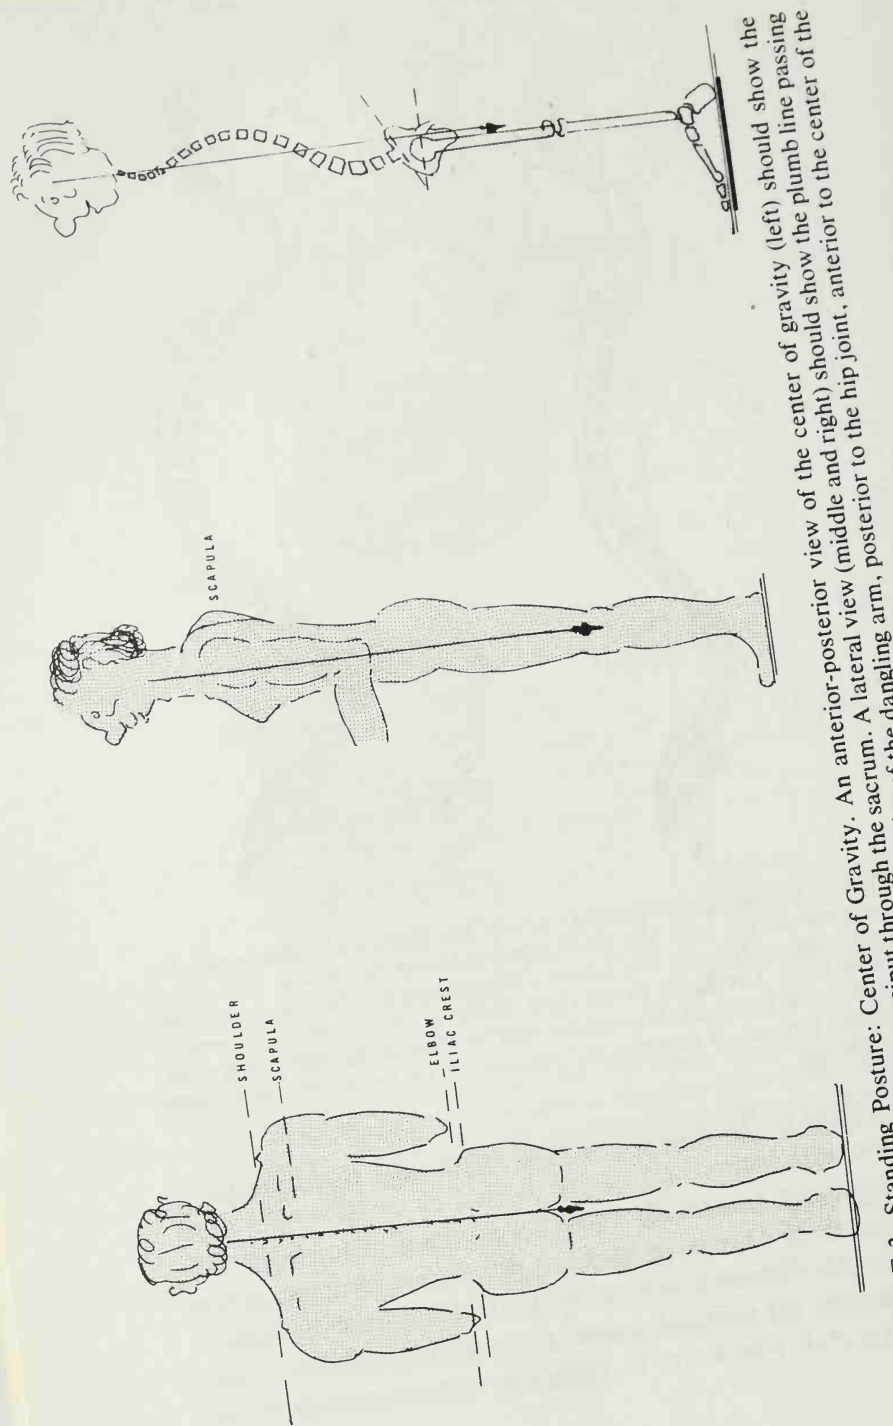 SHOULDER
SCAPULA
ELBOW
ILIAC CREST
SCAPULA
Standing Posture: Center of Gravity. An anterior-posterior view of the center of gravity (left) should show the
through the sacrum. A lateral view (middle and right) should show the plumb line passing
of the dangling arm, posterior to the hip joint, anterior to the center of the